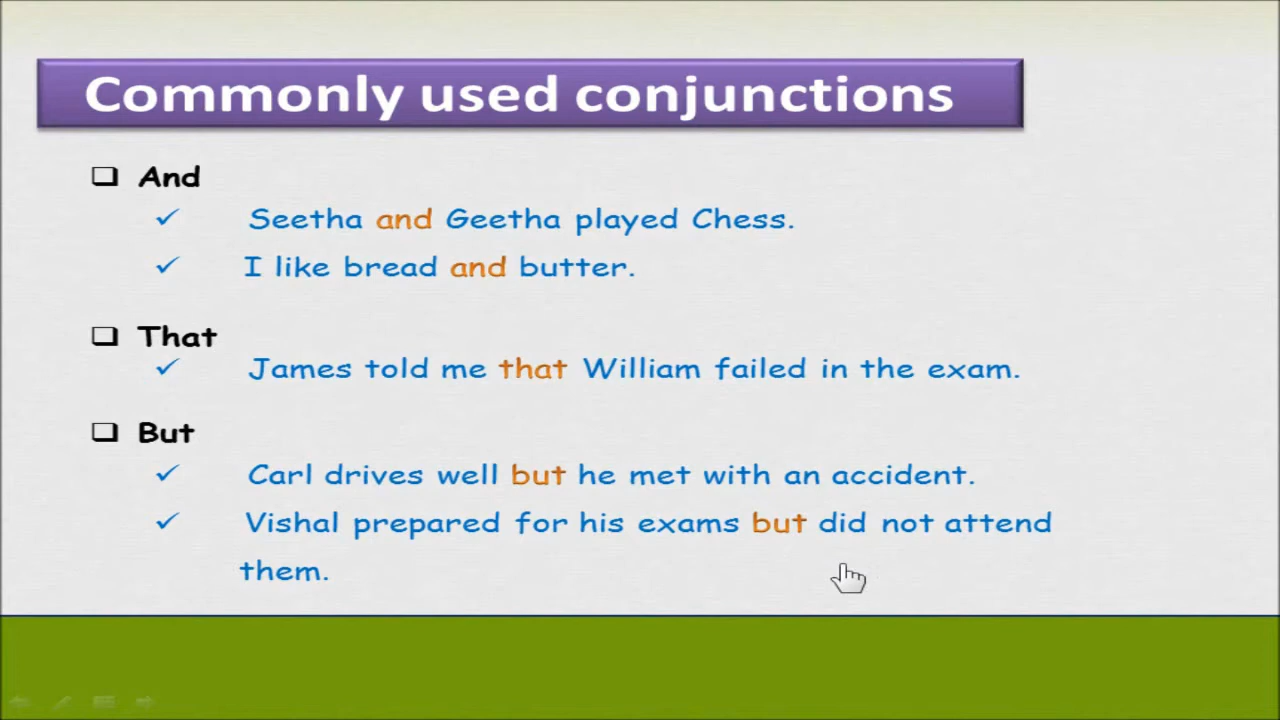 Commonly used conjunctions
And
Seetha and Geetha played Chess.
I like bread and butter.
That
James told me that William failed in the exam.
But
Carl drives well but he met with an accident.
Vishal prepared for his exams but did not attend
them.